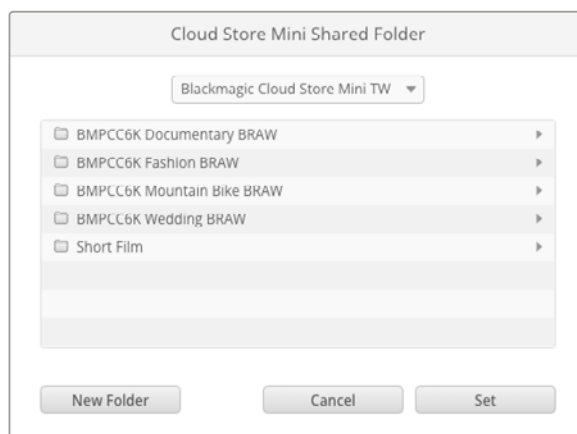 Cloud Store Mini Shared Folder
Blackmagic Cloud Store Mini TW
BMPCC6K Documentary BRAW
BMPCC6K Fashion BRAW
BMPCC6K Mountain Bike BRAW
BMPCC6K Wedding BRAW
Short Film
New Folder Cancel Set